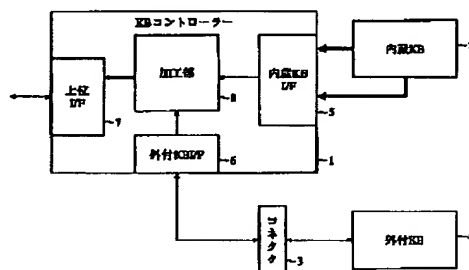 KBコントローラー
上位
I/F
7
加工部
8
内蔵KB
I/F
5
内蔵KB
外付KBI/F
6
1
コネクタ
3
外付KB